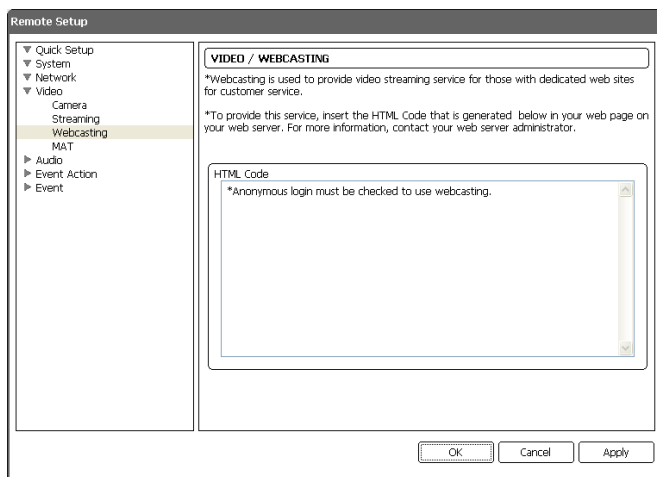 Remote Setup
Quick Setup
System
Network
Video
Camera
Streaming
Webcasting
MAT
Audio
Event Action
Event
VIDEO / WEBCASTING
*Webcasting is used to provide video streaming service for those with dedicated web sites
for customer service.
*To provide this service, insert the HTML Code that is generated below in your web page on
your web server. For more information, contact your web server administrator.
HTML Code
*Anonymous login must be checked to use webcasting.
OK
Cancel
Apply